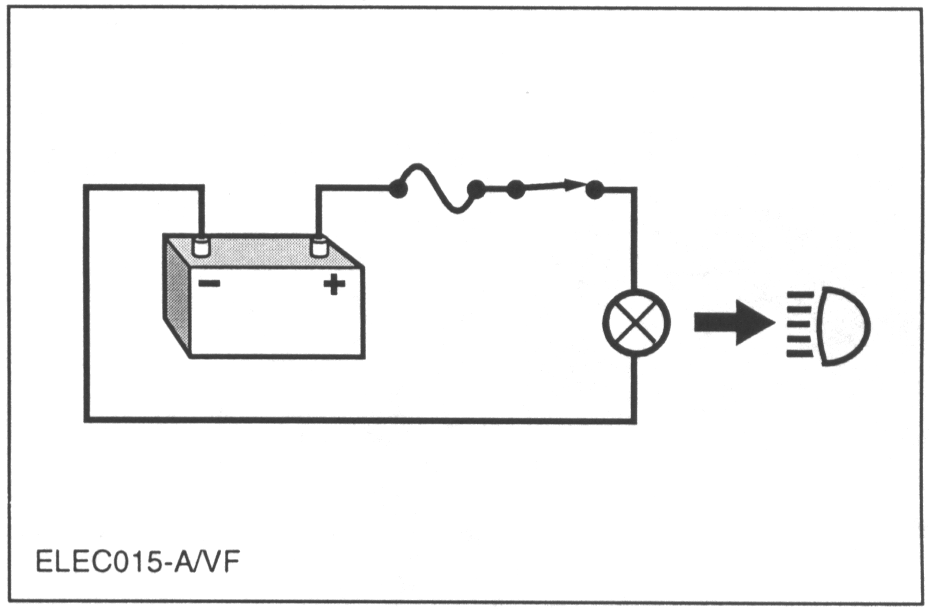 - +
ELEC015-A/VF